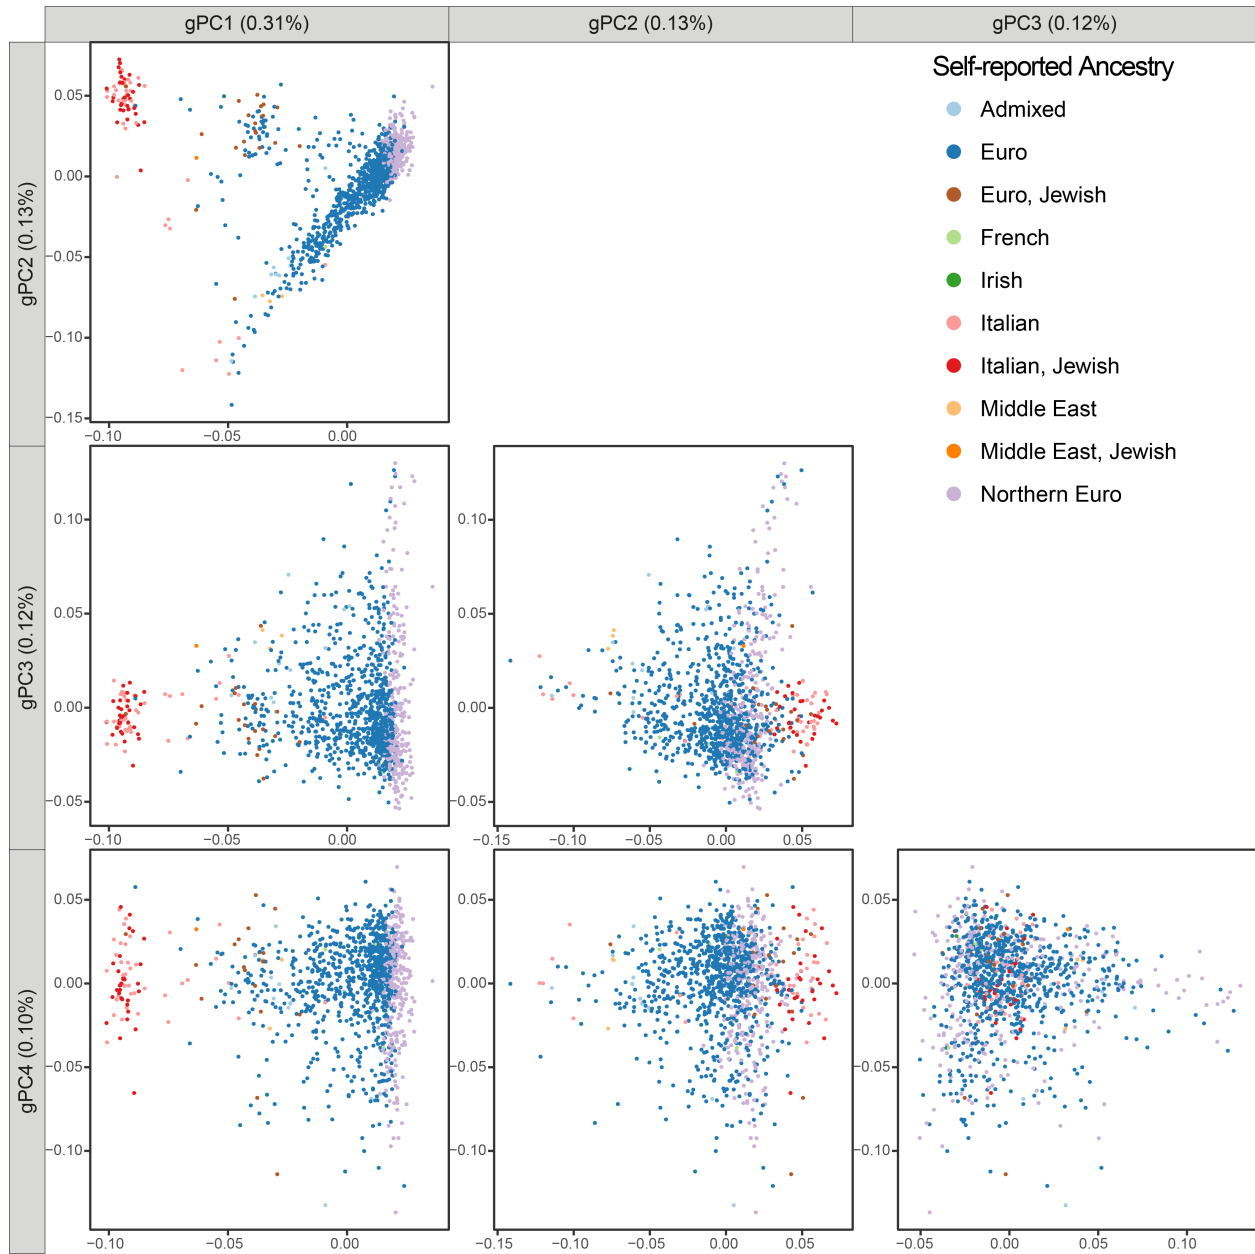 gPC1 (0.31%)
gPC2 (0.13%)
gPC3 (0.12%)
gPC2 (0.13%)
0.05
0.00
−0.05
−0.10
−0.15
−0.10
−0.05
0.00
Self-reported Ancestry
Admixed
Euro
Euro, Jewish
French
Irish
Italian
Italian, Jewish
Middle East
Middle East, Jewish
Northern Euro
gPC3 (0.12%)
0.10
0.05
0.00
−0.05
−0.10
−0.05
0.00
0.10
0.05
0.00
−0.05
−0.15
−0.10
−0.05
0.00
0.05
gPC4 (0.10%)
0.05
0.00
−0.05
−0.10
−0.10
−0.05
0.00
0.05
0.00
−0.05
−0.10
−0.15
−0.10
−0.05
0.00
0.05
0.05
0.00
−0.05
−0.10
−0.05
0.00
0.05
0.10